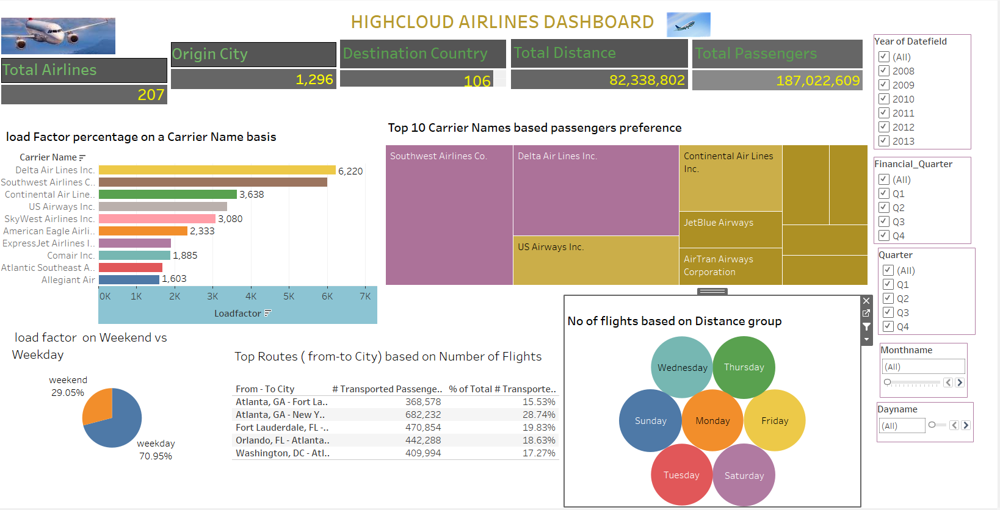 HIGHCLOUD AIRLINES DASHBOARD
Total Airlines
207
Origin City
1,296
Destination Country
106
Total Distance
82,338,802
Total Passengers
187,022,609
load Factor percentage on a Carrier Name basis
Carrier Name
Delta Air Lines Inc.
6,220
Southwest Airlines C..
Continental Air Line..
3,638
US Airways Inc.
SkyWest Airlines Inc.
3,080
American Eagle Airli..
2,333
ExpressJet Airlines I..
Comair Inc.
1,885
Atlantic Southeast A..
Allegiant Air
1,603
0K 1K 2K 3K 4K 5K 6K 7K
Loadfactor
Top 10 Carrier Names based passengers preference
Southwest Airlines Co.
Delta Air Lines Inc.
US Airways Inc.
Continental Air Lines
Inc.
JetBlue Airways
AirTran Airways
Corporation
load factor on Weekend vs
Weekday
weekend
29.05%
weekday
70.95%
Top Routes ( from-to City) based on Number of Flights
From - To City # Transported Passenge.. % of Total # Transporte..
Atlanta, GA - Fort La.. 368,578 15.53%
Atlanta, GA - New Y.. 682,232 28.74%
Fort Lauderdale, FL -.. 470,854 19.83%
Orlando, FL - Atlanta.. 442,288 18.63%
Washington, DC - Atl.. 409,994 17.27%
No of flights based on Distance group
Wednesday
Thursday
Sunday
Monday
Friday
Tuesday
Saturday
Year of Datefield
(All)
2008
2009
2010
2011
2012
2013
Financial_Quarter
(All)
Q1
Q2
Q3
Q4
Quarter
(All)
Q1
Q2
Q3
Q4
Monthname
(All)
Dayname
(All)